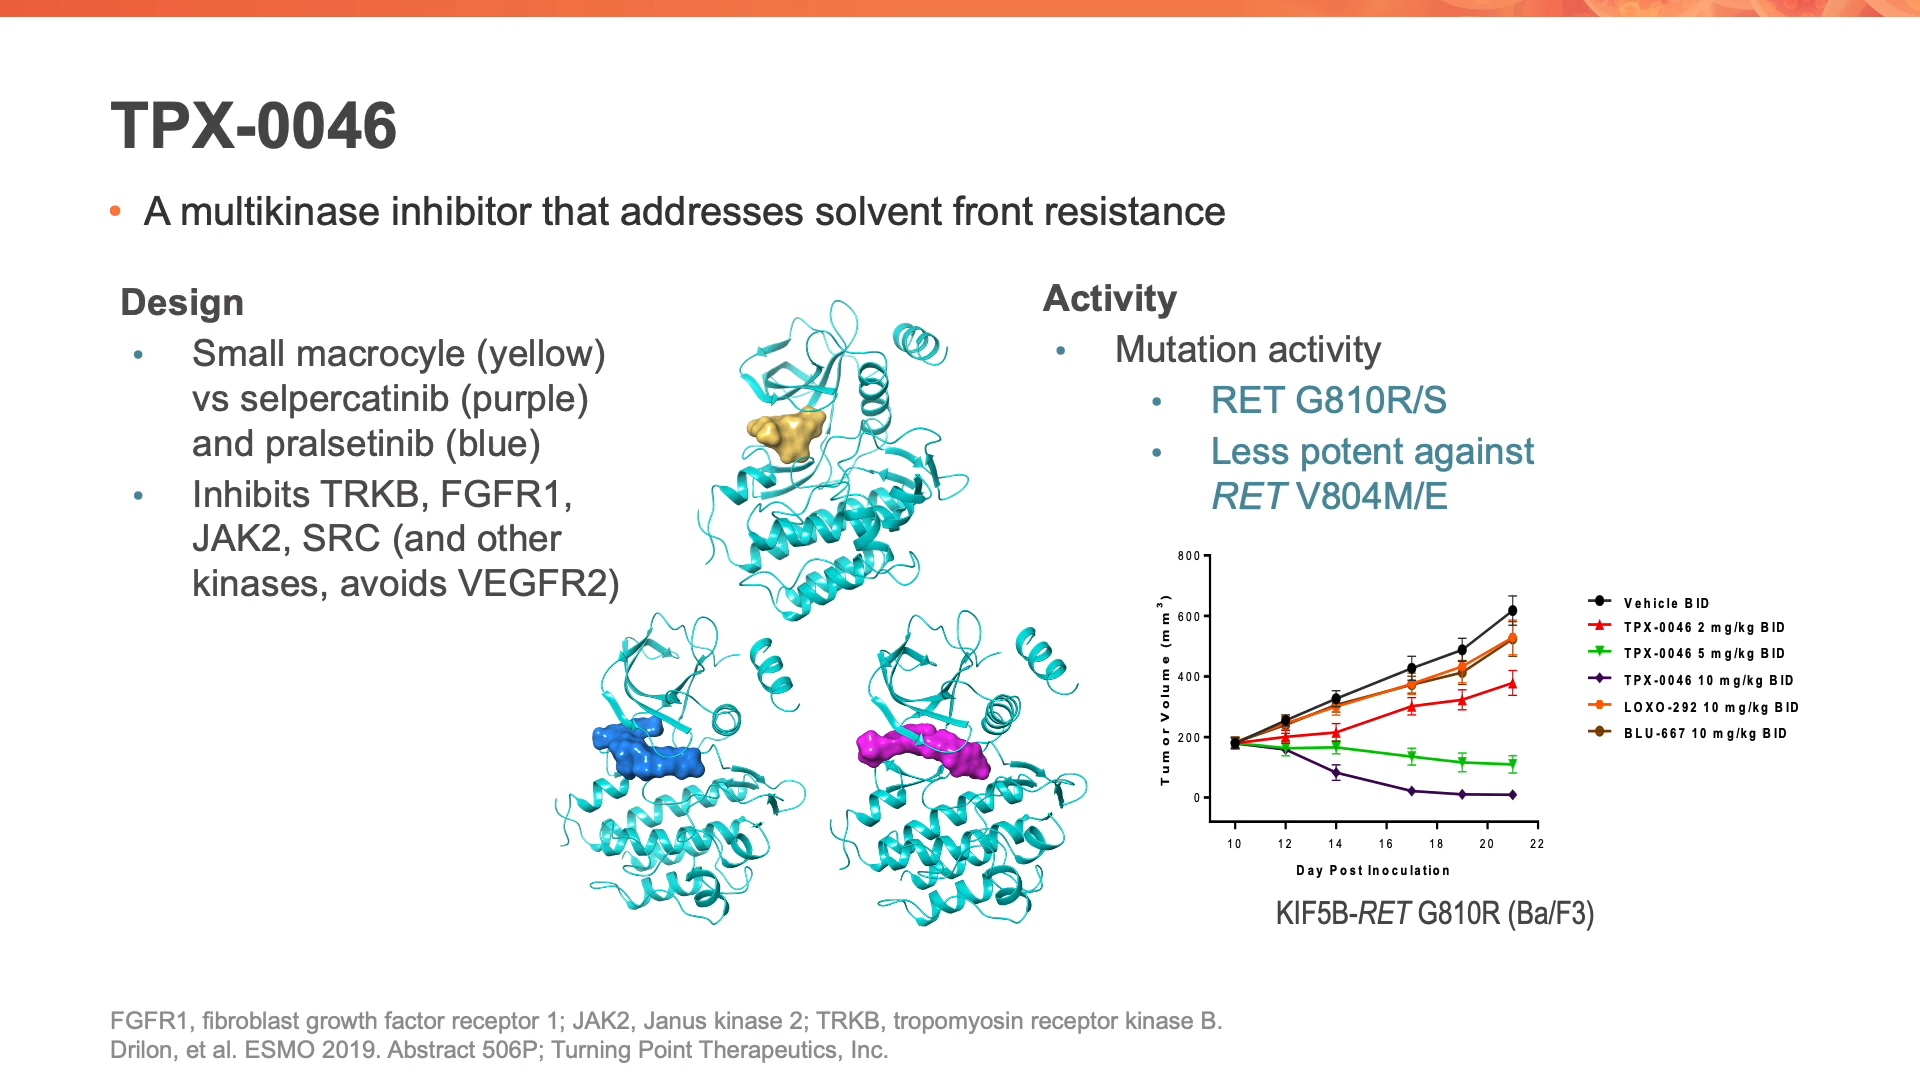 TPX-0046
• A multikinase inhibitor that addresses solvent front resistance
Design
• Small macrocyle (yellow)
vs selpercatinib (purple)
and pralsetinib (blue)
• Inhibits TRKB, FGFR1,
JAK2, SRC (and other
kinases, avoids VEGFR2)
Activity
• Mutation activity
• RET G810R/S
• Less potent against
RET V804M/E
Tumor Volume (mm³)
800
600
400
200
0
10 12 14 16 18 20 22
Day Post Inoculation
Vehicle BID
TPX-0046 2 mg/kg BID
TPX-0046 5 mg/kg BID
TPX-0046 10 mg/kg BID
LOXO-292 10 mg/kg BID
BLU-667 10 mg/kg BID
KIF5B-RET G810R (Ba/F3)
FGFR1, fibroblast growth factor receptor 1; JAK2, Janus kinase 2; TRKB, tropomyosin receptor kinase B.
Drilon, et al. ESMO 2019. Abstract 506P; Turning Point Therapeutics, Inc.